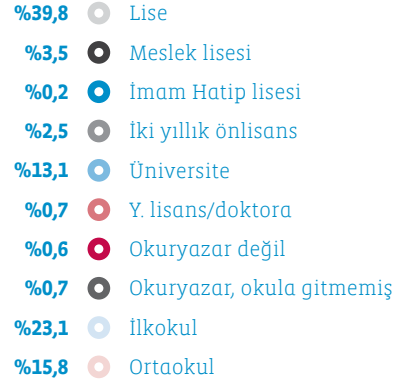 %39,8 Lise
%3,5 Meslek lisesi
%0,2 İmam Hatip lisesi
%2,5 İki yıllık önlisans
%13,1 Üniversite
%0,7 Y. lisans/doktora
%0,6 Okuryazar değil
%0,7 Okuryazar, okula gitmemiş
%23,1 İlkokul
%15,8 Ortaokul